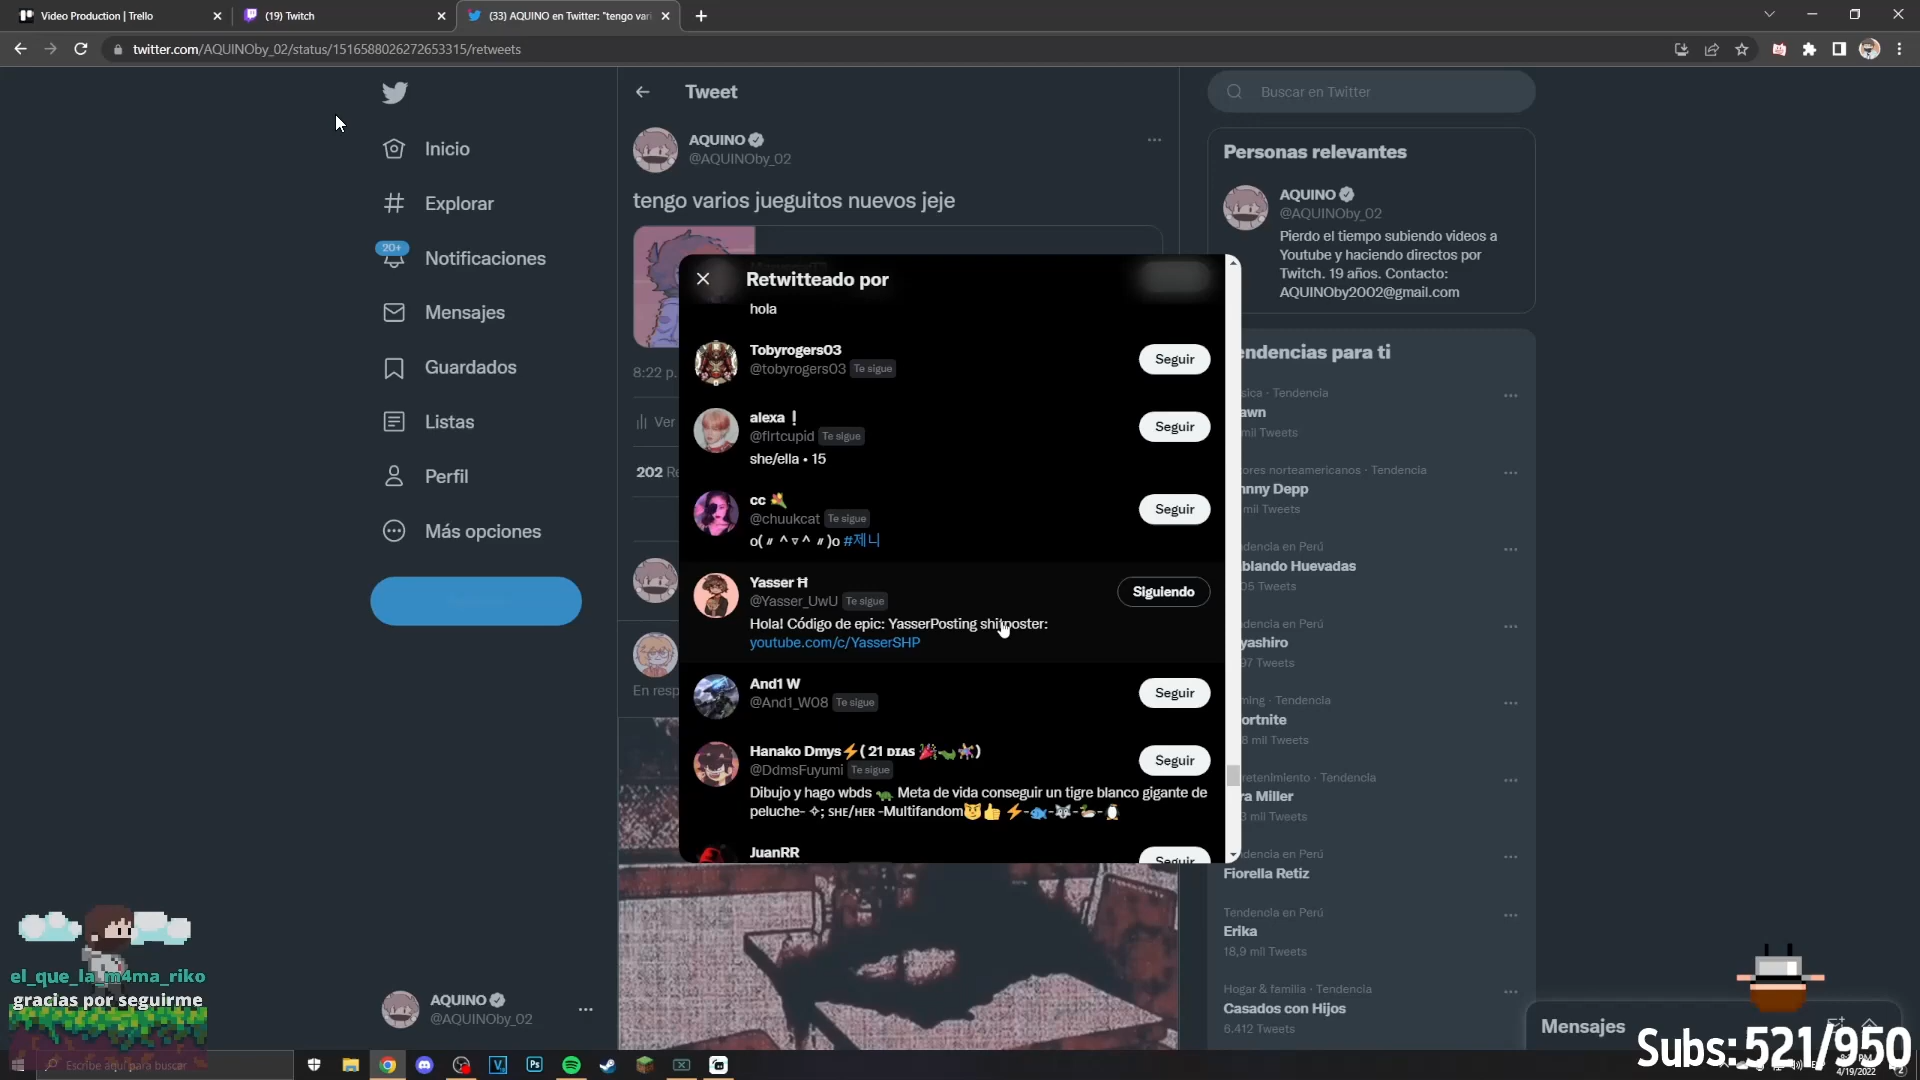 Video Production | Trello
(19) Twitch
(33) AQUINO en Twitter: "tengo vari
twitter.com/AQUINOby_02/status/1516588026272653315/retweets
Inicio
Explorar
20+
Notificaciones
Mensajes
Guardados
Listas
Perfil
Más opciones
AQUINO
@AQUINOby_02
Tweet
AQUINO
@AQUINOby_02
tengo varios jueguitos nuevos jeje
8:22 p.
Ver
202 Re
En resp
Retwitteado por
hola
Tobyrogers03
@tobyrogers03 Te sigue
Seguir
alexa ❕
@flrtcupid Te sigue
she/ella • 15
Seguir
cc 💐
@chuukcat Te sigue
o(〃＾▽＾〃)o #제니
Seguir
Yasser Ħ
@Yasser_UwU Te sigue
Hola! Código de epic: YasserPosting shitposter:
youtube.com/c/YasserSHP
Siguiendo
And1 W
@And1_W08 Te sigue
Seguir
Hanako Dmys⚡( 21 ᴅɪᴀs 🎉🐊🤸)
@DdmsFuyumi Te sigue
Dibujo y hago wbds 🐢 Meta de vida conseguir un tigre blanco gigante de
peluche- ✧; sʜᴇ/ʜᴇʀ -Multifandom😼👍⚡-🐟-🐺-🦆-🐧
Seguir
JuanRR
Seguir
Buscar en Twitter
Personas relevantes
AQUINO
@AQUINOby_02
Pierdo el tiempo subiendo videos a
Youtube y haciendo directos por
Twitch. 19 años. Contacto:
AQUINOby2002@gmail.com
endencias para ti
sica · Tendencia
awn
mil Tweets
ores norteamericanos · Tendencia
nny Depp
mil Tweets
dencia en Perú
blando Huevadas
05 Tweets
dencia en Perú
yashiro
97 Tweets
ming · Tendencia
ortnite
8 mil Tweets
retenimiento · Tendencia
ra Miller
3 mil Tweets
dencia en Perú
Fiorella Retiz
Tendencia en Perú
Erika
18,9 mil Tweets
Hogar & familia · Tendencia
Casados con Hijos
6.412 Tweets
Mensajes
el_que_la_m4ma_riko
gracias por seguirme
Subs: 521/950
Escribe aquí para buscar
4/19/2022